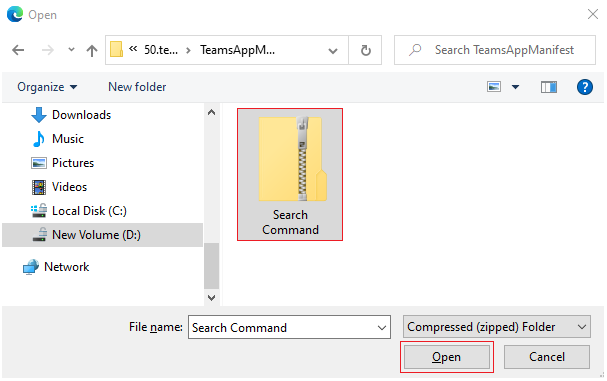 Open
« 50.te...
TeamsAppM...
Search TeamsAppManifest
Organize
New folder
Downloads
Music
Pictures
Videos
Local Disk (C:)
New Volume (D:)
Network
Search
Command
File name:
Search Command
Compressed (zipped) Folder
Open
Cancel